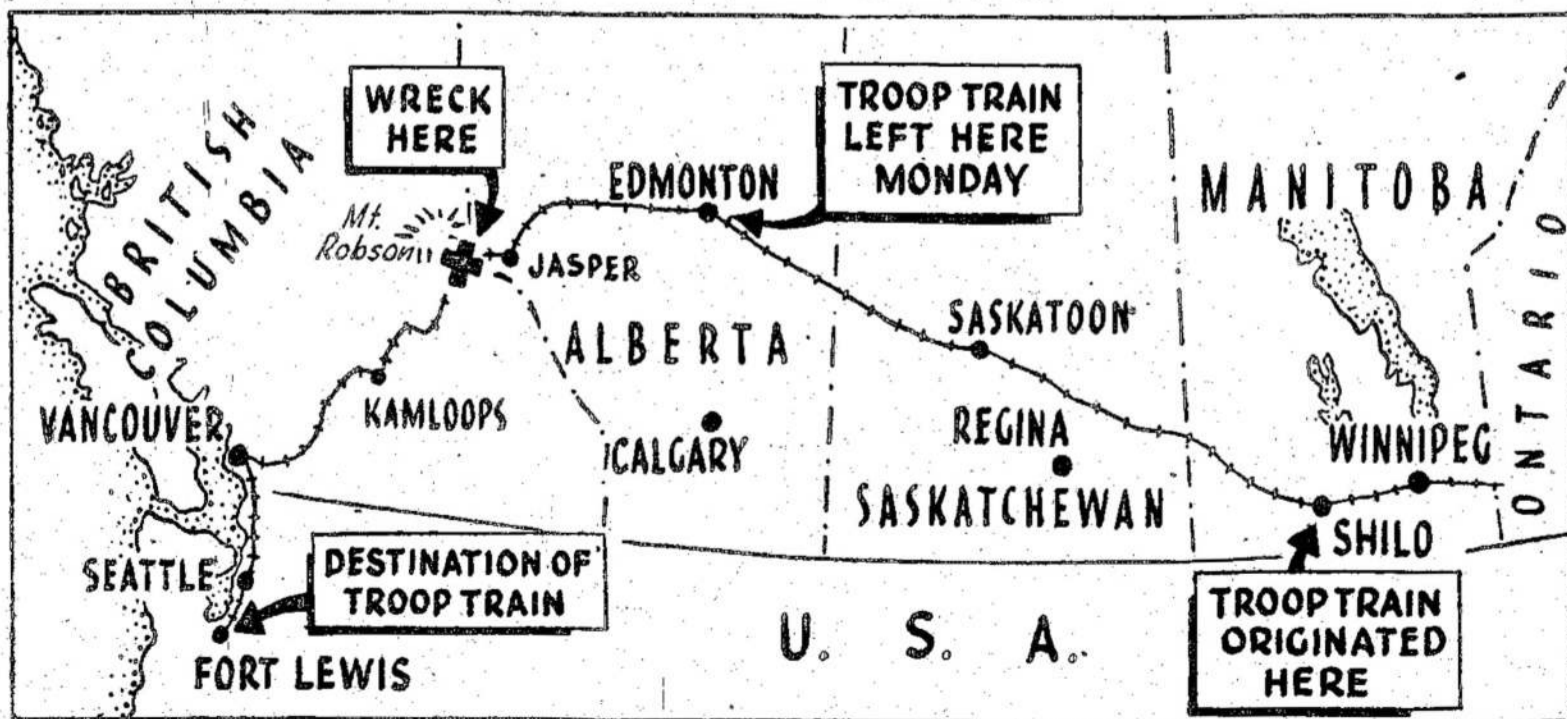 WRECK
HERE
TROOP TRAIN
LEFT HERE
MONDAY
BRITISH
COLUMBIA
Mt.
Robson
EDMONTON
JASPER
MANITOBA
ONTARIO
ALBERTA
SASKATOON
VANCOUVER
KAMLOOPS
CALGARY
REGINA
SASKATCHEWAN
WINNIPEG
SHILO
SEATTLE
DESTINATION OF
TROOP TRAIN
FORT LEWIS
U. S. A.
TROOP TRAIN
ORIGINATED
HERE